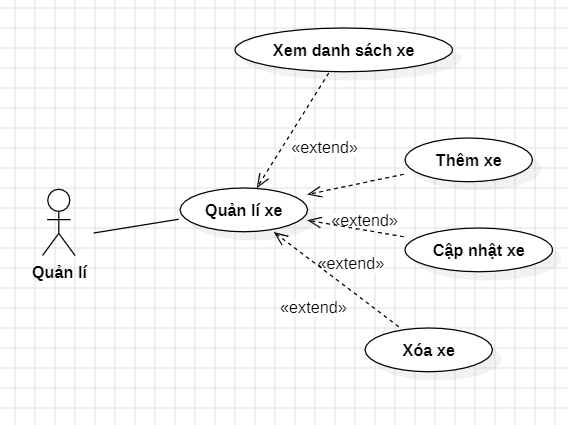 Xem danh sách xe
«extend»
Thêm xe
Quản lí xe
«extend»
Cập nhật xe
«extend»
Quản lí
«extend»
Xóa xe